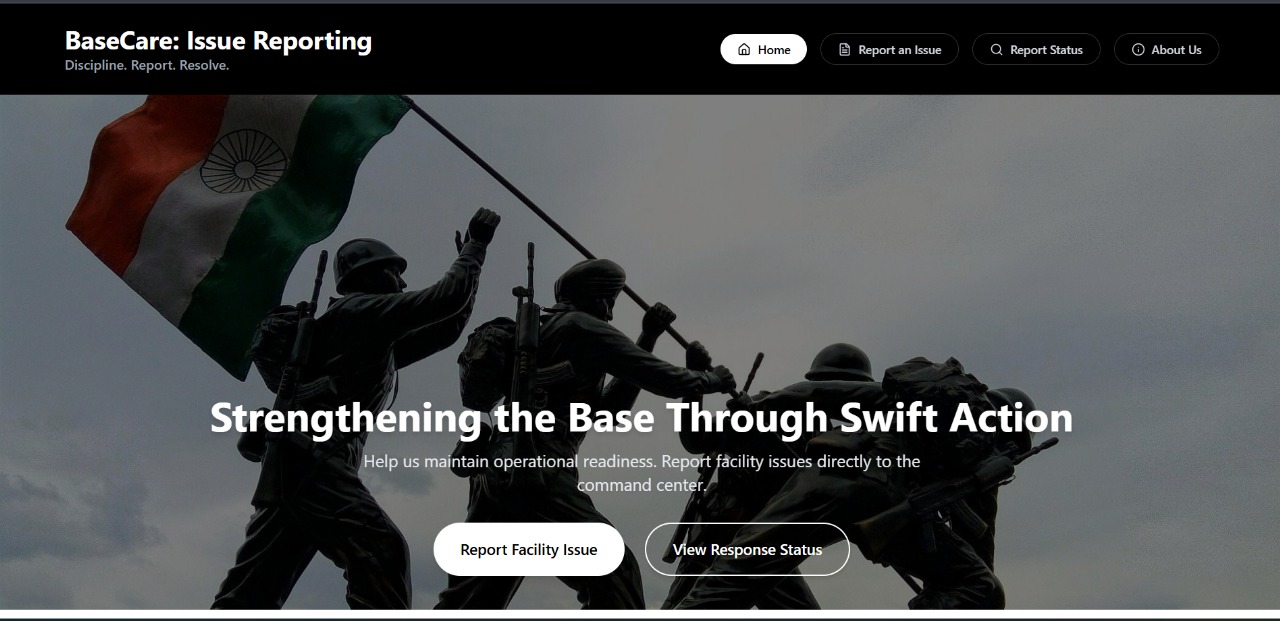 BaseCare: Issue Reporting
Discipline. Report. Resolve.
Home
Report an Issue
Report Status
About Us
Strengthening the Base Through Swift Action
Help us maintain operational readiness. Report facility issues directly to the
command center.
Report Facility Issue
View Response Status